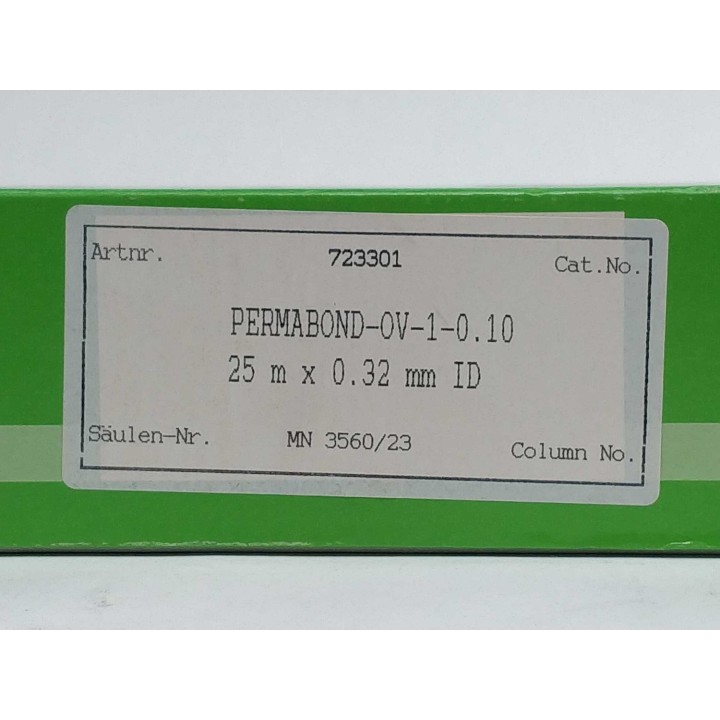 Artnr. 723301 Cat.No.
PERMABOND-OV-1-0.10
25 m x 0.32 mm ID
Säulen-Nr. MN 3560/23 Column No.